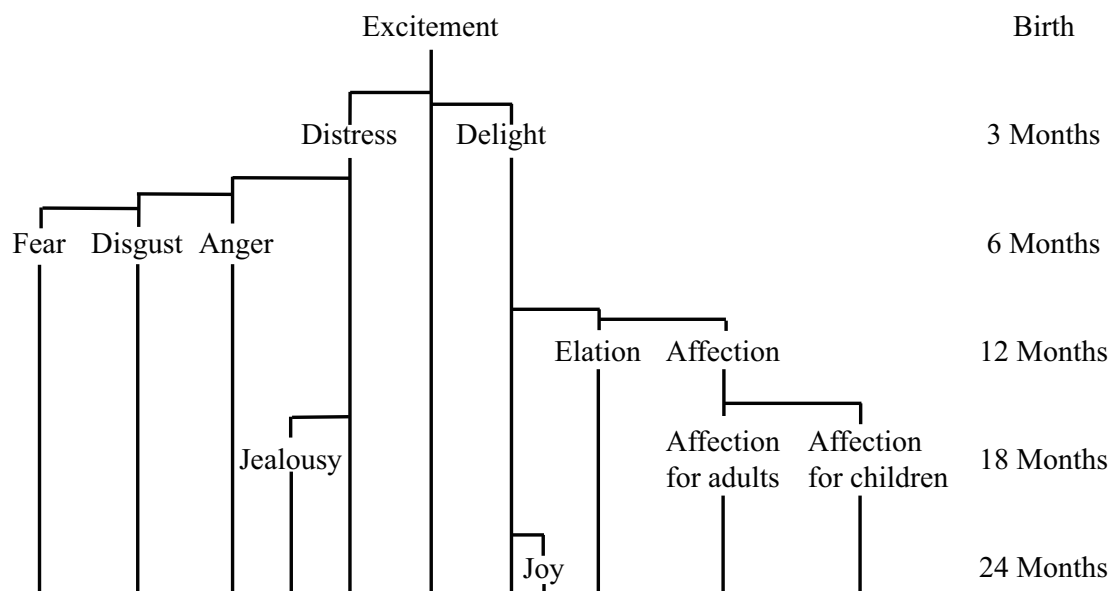 Excitement Birth
Distress Delight 3 Months
Fear Disgust Anger 6 Months
Elation Affection 12 Months
Affection Affection
Jealousy 18 Months
for adults for children
Joy 24 Months